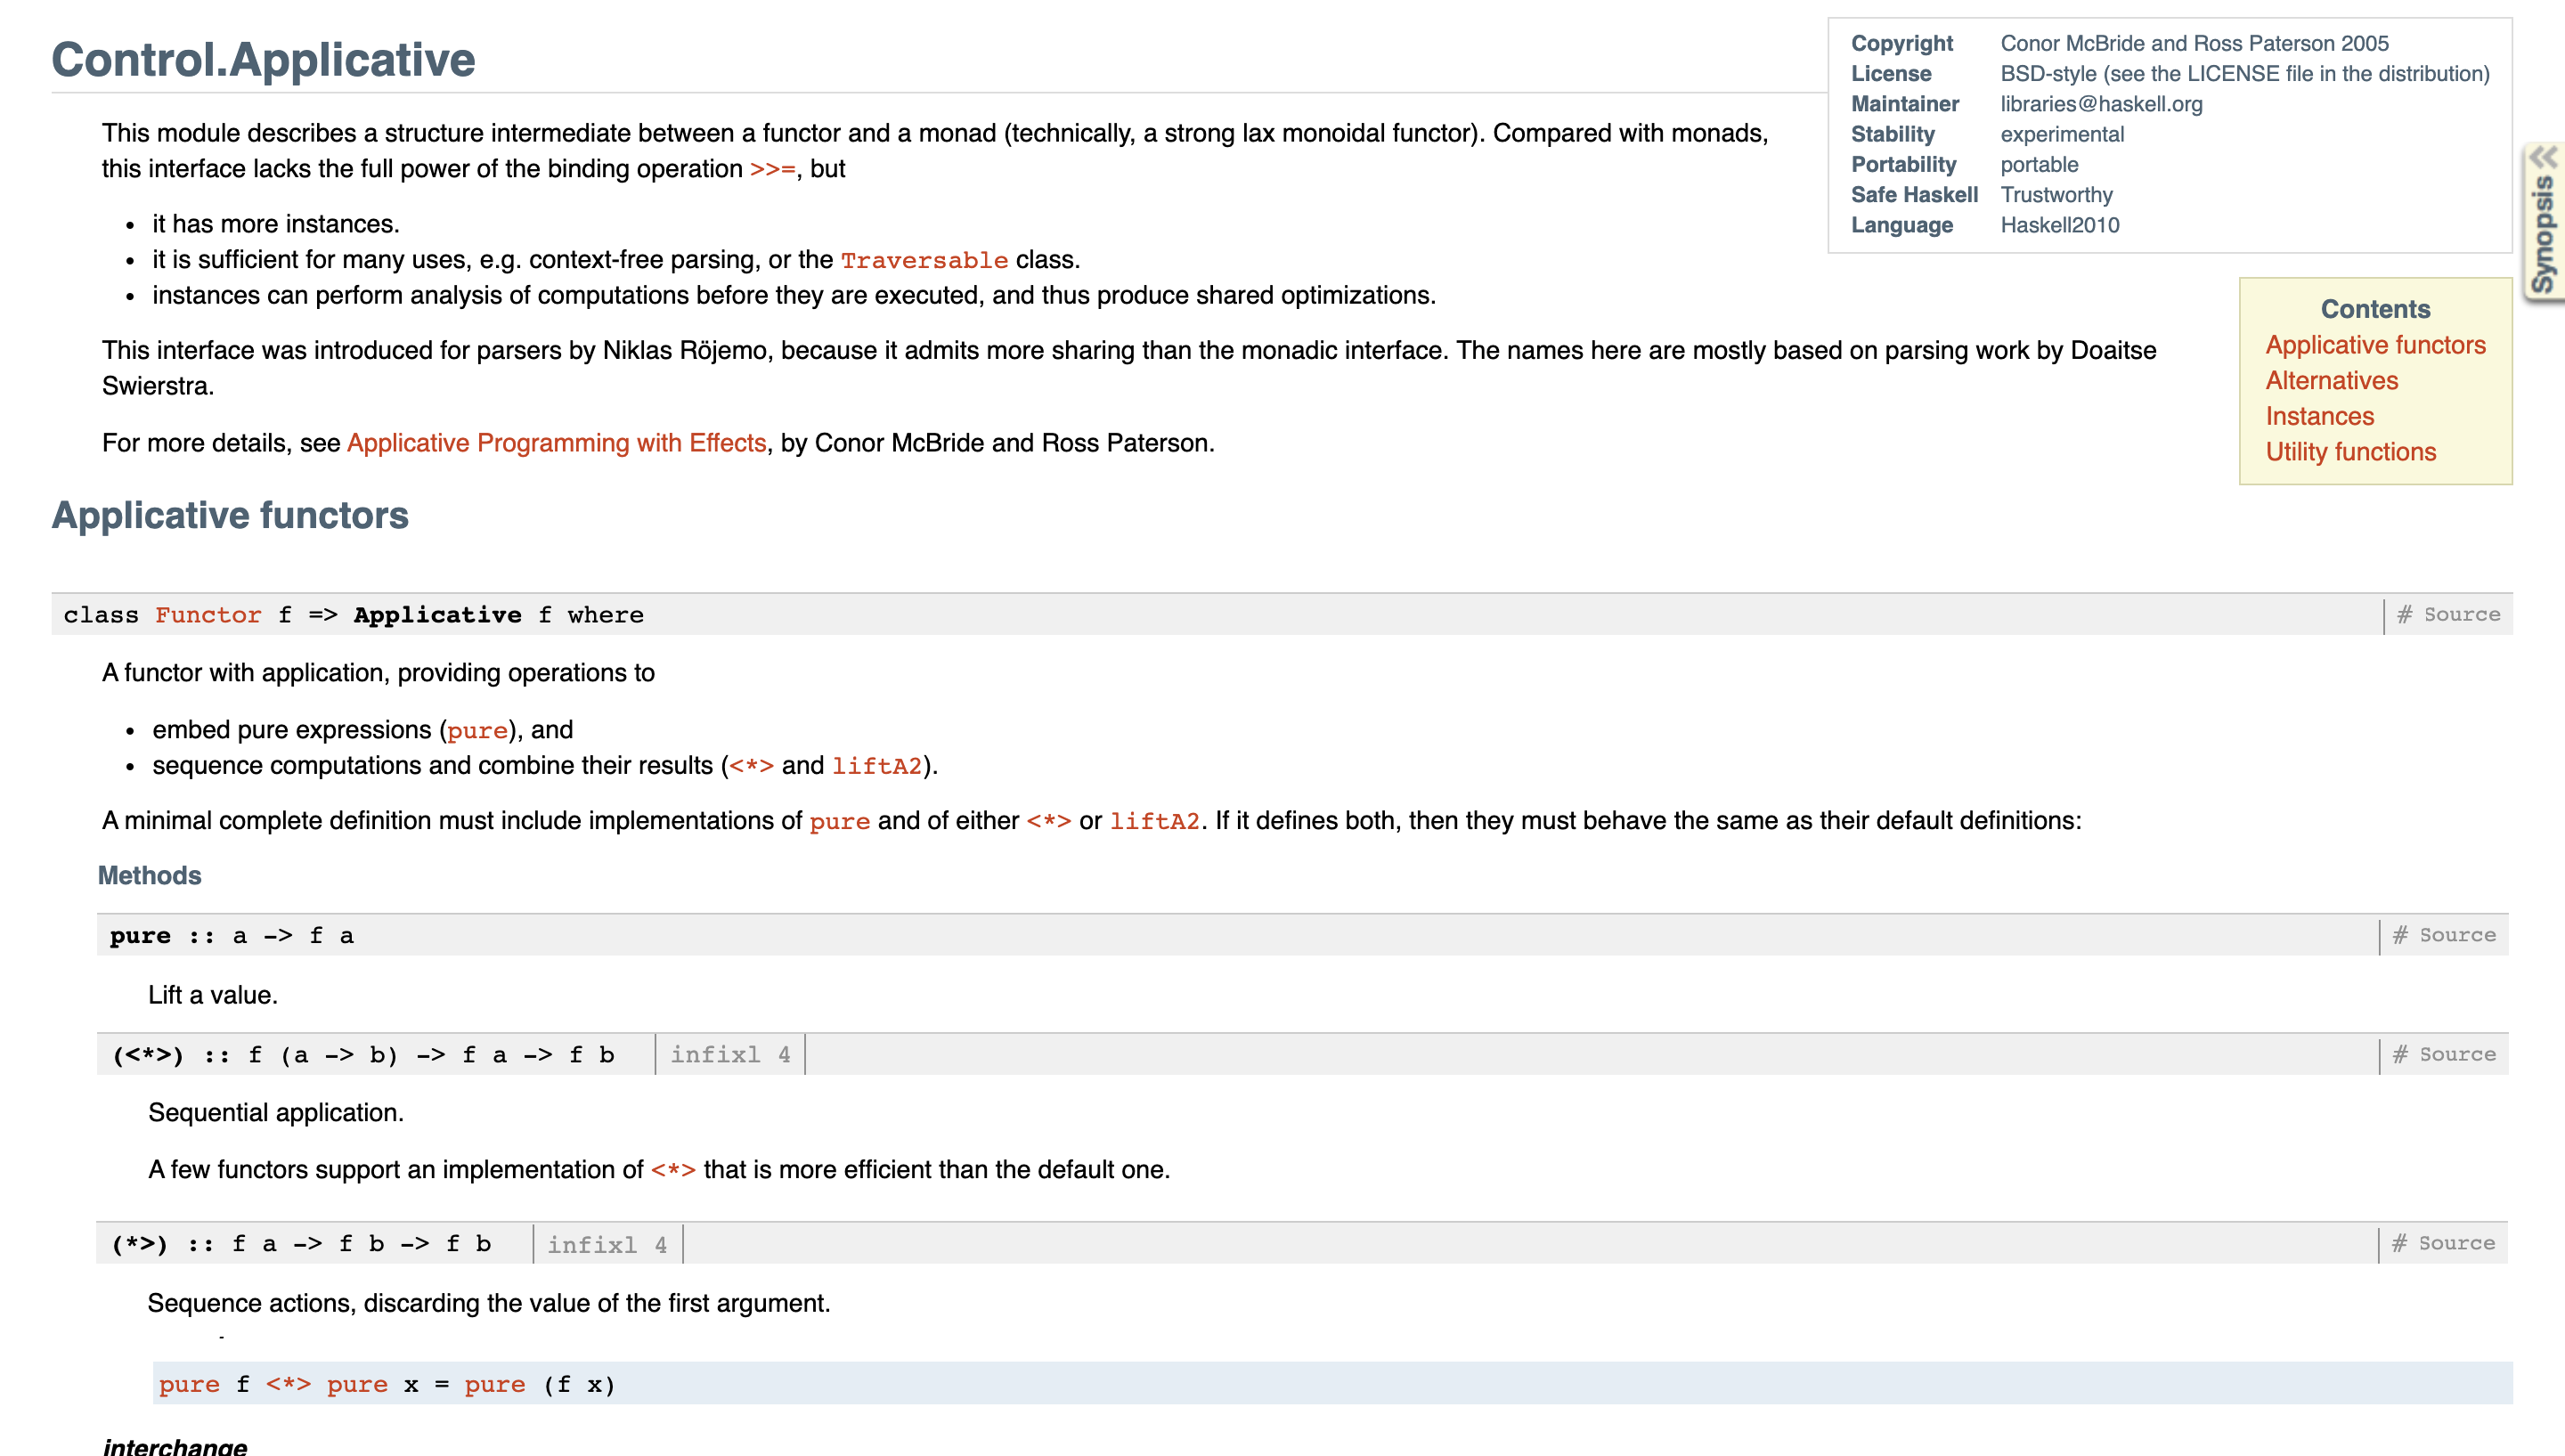 Control.Applicative
Copyright Conor McBride and Ross Paterson 2005
License BSD-style (see the LICENSE file in the distribution)
Maintainer libraries@haskell.org
Stability experimental
Portability portable
Safe Haskell Trustworthy
Language Haskell2010
Synopsis
This module describes a structure intermediate between a functor and a monad (technically, a strong lax monoidal functor). Compared with monads,
this interface lacks the full power of the binding operation >>=, but
• it has more instances.
• it is sufficient for many uses, e.g. context-free parsing, or the Traversable class.
• instances can perform analysis of computations before they are executed, and thus produce shared optimizations.
Contents
Applicative functors
Alternatives
Instances
Utility functions
This interface was introduced for parsers by Niklas Röjemo, because it admits more sharing than the monadic interface. The names here are mostly based on parsing work by Doaitse
Swierstra.
For more details, see Applicative Programming with Effects, by Conor McBride and Ross Paterson.
Applicative functors
class Functor f => Applicative f where # Source
A functor with application, providing operations to
• embed pure expressions (pure), and
• sequence computations and combine their results (<*> and liftA2).
A minimal complete definition must include implementations of pure and of either <*> or liftA2. If it defines both, then they must behave the same as their default definitions:
Methods
pure :: a -> f a # Source
Lift a value.
(<*>) :: f (a -> b) -> f a -> f b infixl 4 # Source
Sequential application.
A few functors support an implementation of <*> that is more efficient than the default one.
(*>) :: f a -> f b -> f b infixl 4 # Source
Sequence actions, discarding the value of the first argument.
pure f <*> pure x = pure (f x)
interchange